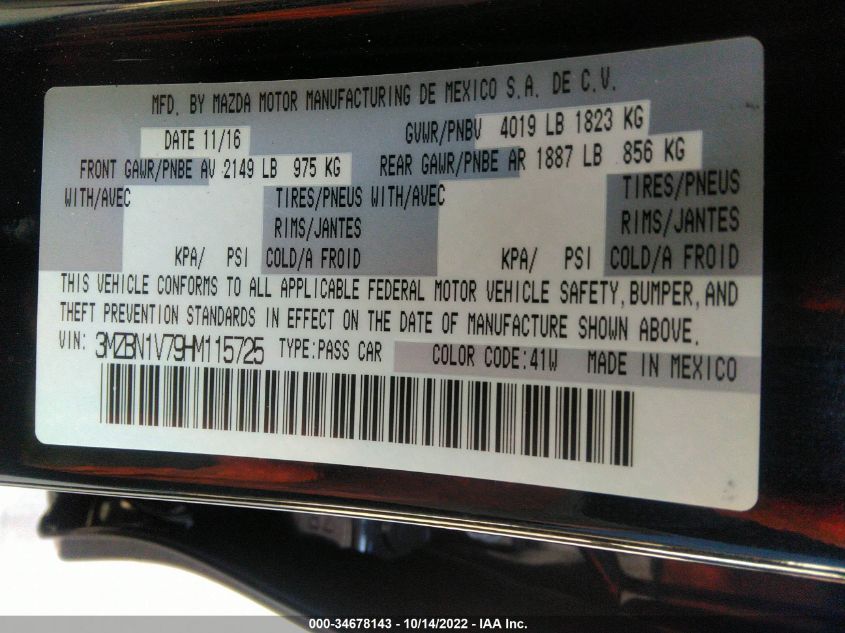 MFD. BY MAZDA MOTOR MANUFACTURING DE MEXICO S.A. DE C.V.
DATE 11/16 GVWR/PNBV 4019 LB 1823 KG
FRONT GAWR/PNBE AV 2149 LB 975 KG REAR GAWR/PNBE AR 1887 LB 856 KG
WITH/AVEC TIRES/PNEUS WITH/AVEC TIRES/PNEUS
RIMS/JANTES RIMS/JANTES
KPA/ PSI COLD/A FROID KPA/ PSI COLD/A FROID
THIS VEHICLE CONFORMS TO ALL APPLICABLE FEDERAL MOTOR VEHICLE SAFETY, BUMPER, AND
THEFT PREVENTION STANDARDS IN EFFECT ON THE DATE OF MANUFACTURE SHOWN ABOVE.
VIN: 3MZBN1V79HM115725 TYPE:PASS CAR COLOR CODE:41W MADE IN MEXICO
000-34678143 - 10/14/2022 - IAA Inc.